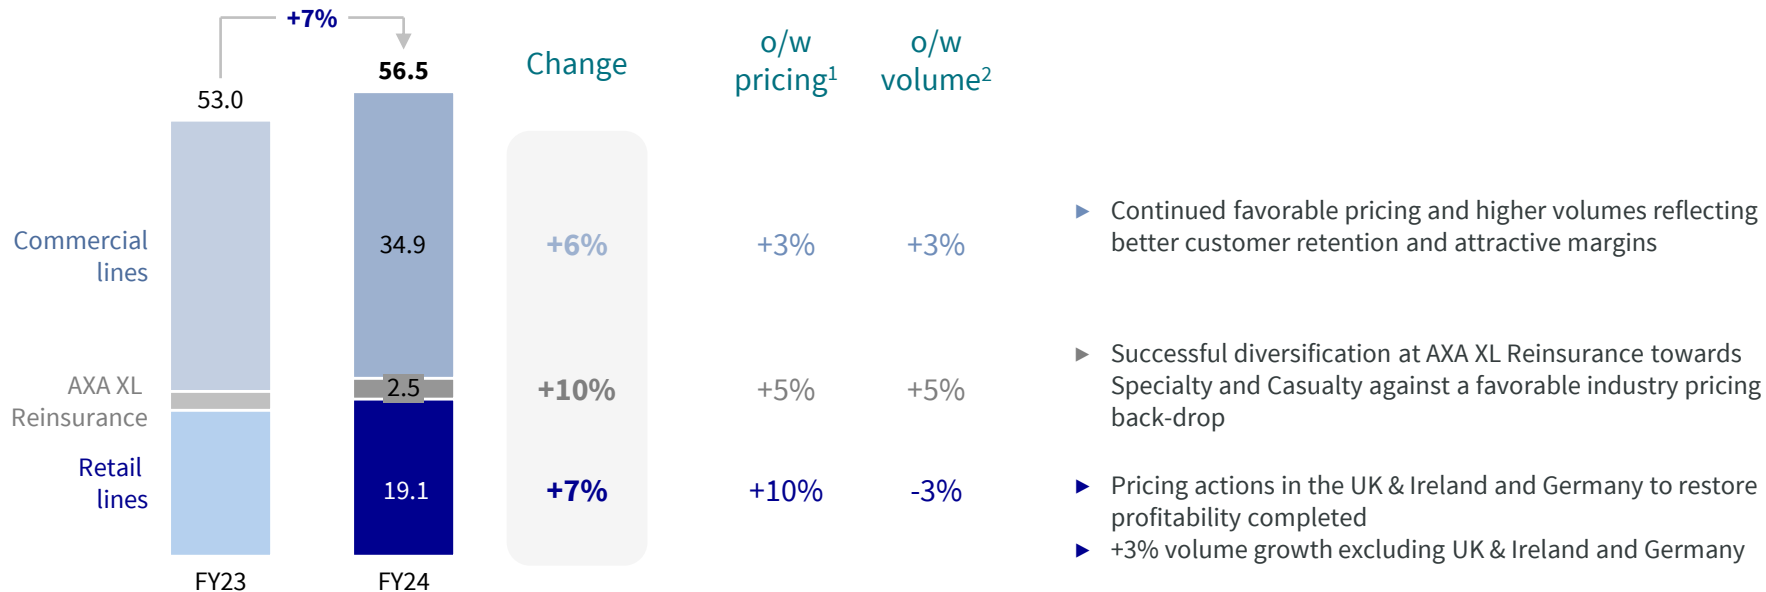 +7%
53.0
56.5
Change
o/w
pricing1
o/w
volume2
Commercial
lines
34.9
+6%
+3%
+3%
► Continued favorable pricing and higher volumes reflecting
better customer retention and attractive margins
AXA XL
Reinsurance
2.5
+10%
+5%
+5%
► Successful diversification at AXA XL Reinsurance towards
Specialty and Casualty against a favorable industry pricing
back-drop
Retail
lines
19.1
+7%
+10%
-3%
► Pricing actions in the UK & Ireland and Germany to restore
profitability completed
► +3% volume growth excluding UK & Ireland and Germany
FY23
FY24